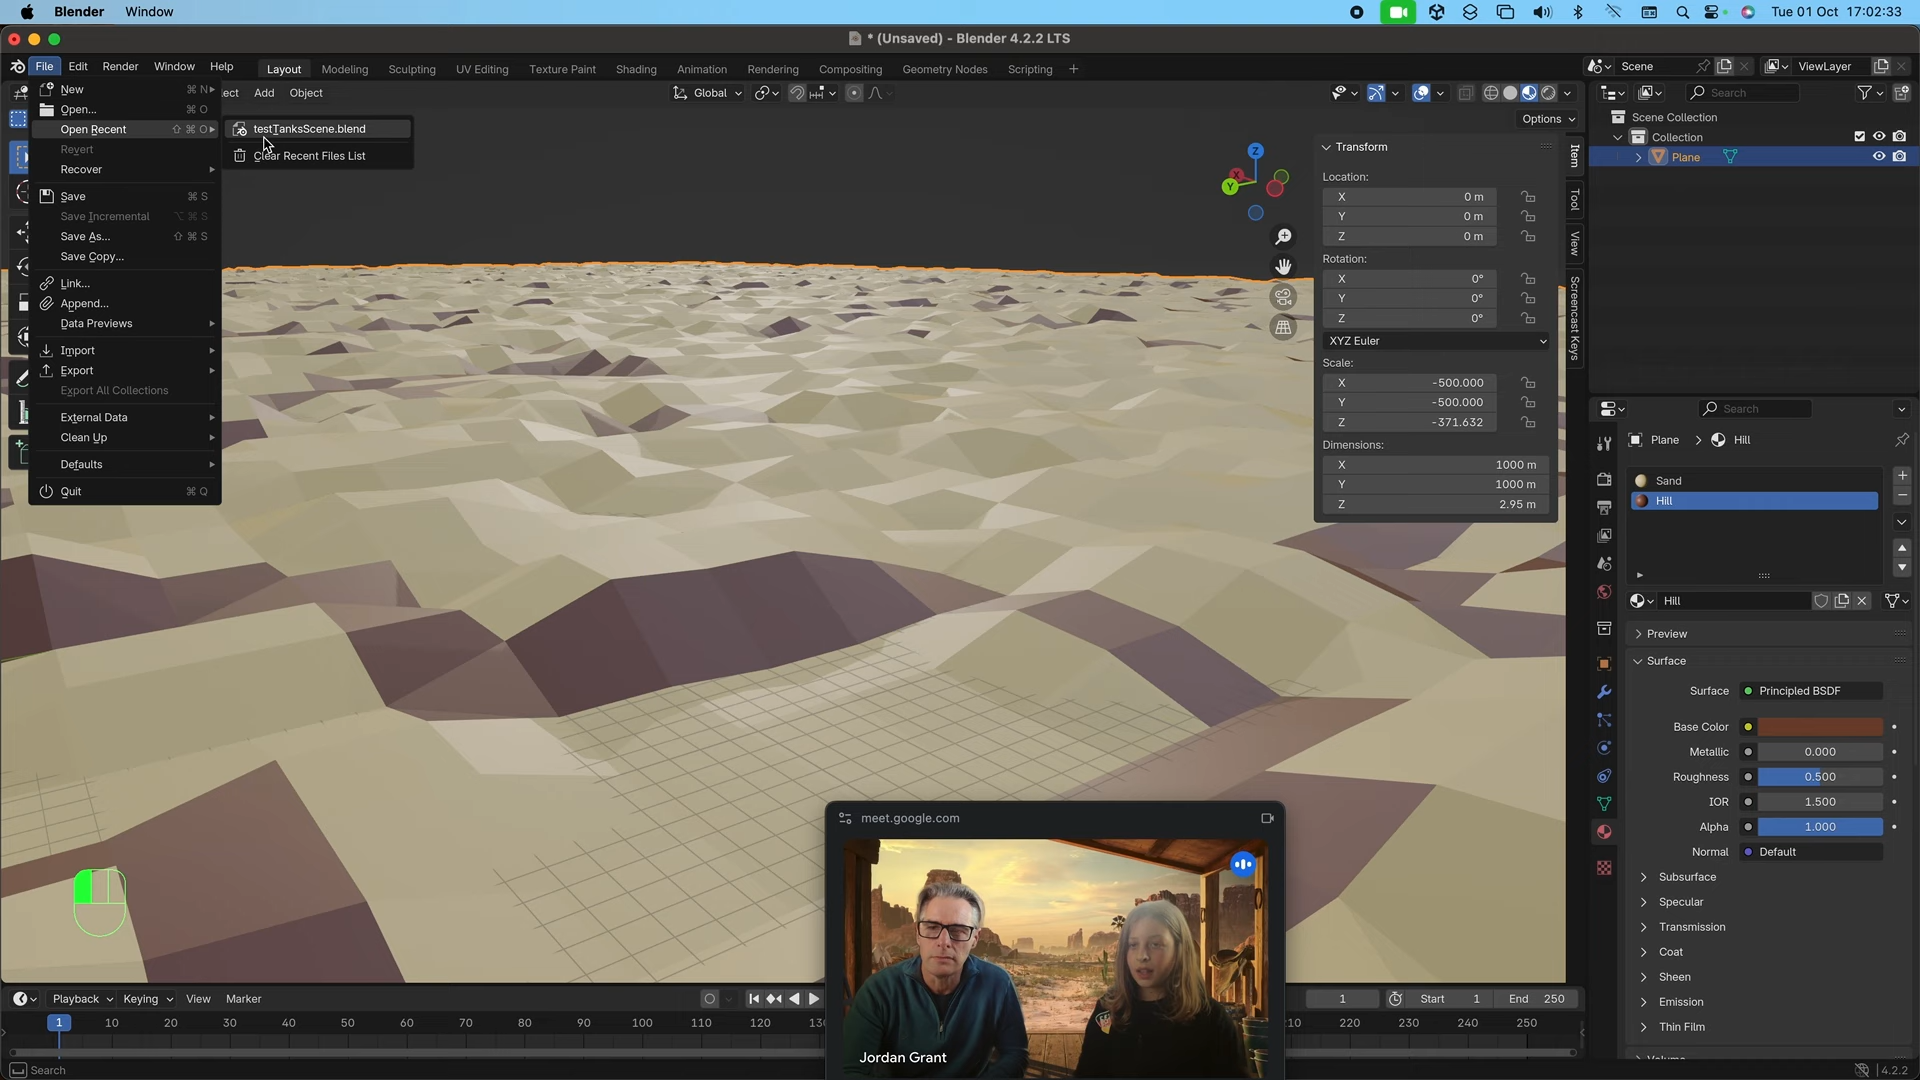 Blender Window Tue 01 Oct 17:02:33
* (Unsaved) - Blender 4.2.2 LTS
File Edit Render Window Help Layout Modeling Sculpting UV Editing Texture Paint Shading Animation Rendering Compositing Geometry Nodes Scripting + Scene ViewLayer
New ⌘ N
ect Add Object Global Search
Open... ⌘ O
Options
Scene Collection
Open Recent ⇧ ⌘ O
testTanksScene.blend
Clear Recent Files List
Revert
Recover
Save ⌘ S
Save Incremental ⌥ ⌘ S
Save As... ⇧ ⌘ S
Save Copy...
Link...
Append...
Data Previews
Import
Export
Export All Collections
External Data
Clean Up
Defaults
Quit ⌘ Q
Z
X
Y
Transform
Location:
X 0 m
Y 0 m
Z 0 m
Rotation:
X 0°
Y 0°
Z 0°
XYZ Euler
Scale:
X -500.000
Y -500.000
Z -371.632
Dimensions:
X 1000 m
Y 1000 m
Z 2.95 m
Item
Tool
View
Screencast Keys
Collection
Plane
Search
Plane > Hill
Sand
Hill
Hill
Preview
Surface
Surface Principled BSDF
Base Color
Metallic 0.000
Roughness 0.500
IOR 1.500
Alpha 1.000
Normal Default
Subsurface
Specular
Transmission
Coat
Sheen
Emission
Thin Film
meet.google.com
Jordan Grant
Playback Keying View Marker 1 Start 1 End 250
1 10 20 30 40 50 60 70 80 90 100 110 120 220 230 240 250
Search 4.2.2